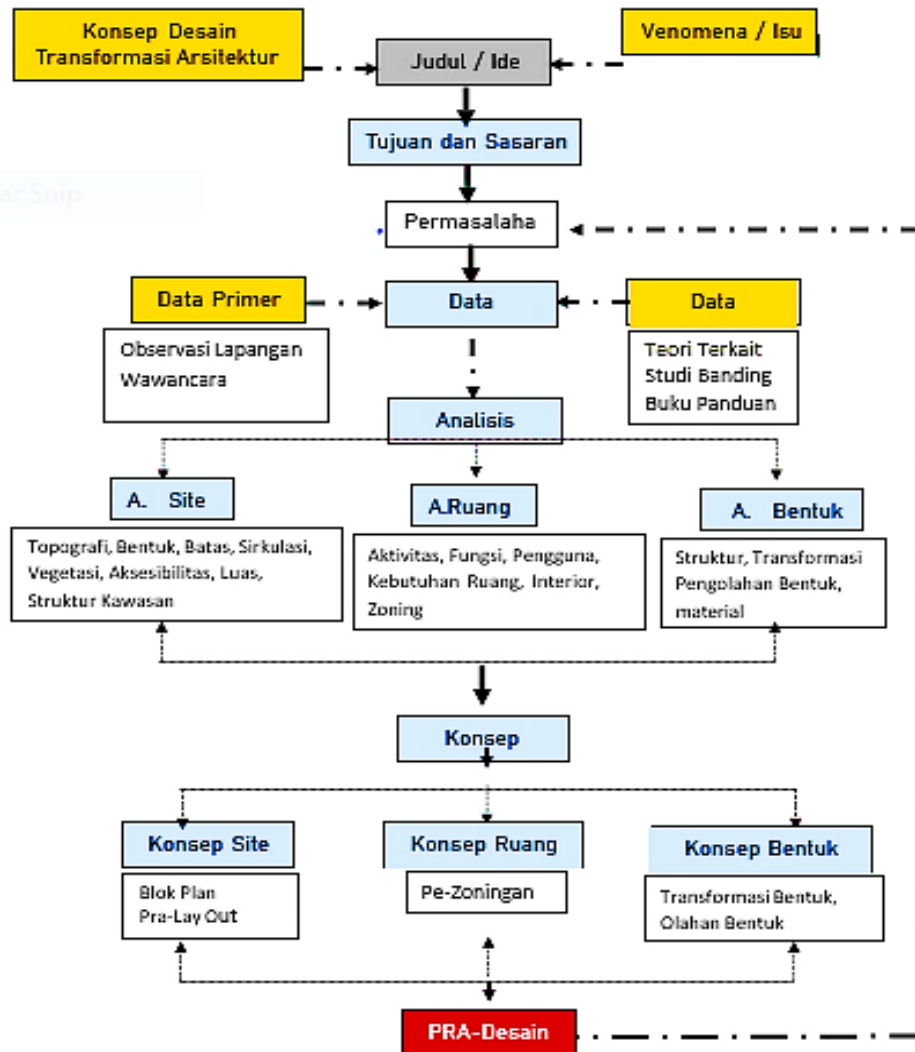 Konsep Desain
Transformasi Arsitektur
Venomena / Isu
Judul / Ide
Tujuan dan Sasaran
ar Snip
Permasalaha
Data Primer
Data
Data
Observasi Lapangan
Wawancara
Teori Terkait
Studi Banding
Buku Panduan
Analisis
A. Site
A.Ruang
A. Bentuk
Topografi, Bentuk, Batas, Sirkulasi,
Vegetasi, Aksesibilitas, Luas,
Struktur Kawasan
Aktivitas, Fungsi, Pengguna,
Kebutuhan Ruang, Interior,
Zoning
Struktur, Transformasi
Pengolahan Bentuk,
material
Konsep
Konsep Site
Konsep Ruang
Konsep Bentuk
Blok Plan
Pra-Lay Out
Pe-Zoningan
Transformasi Bentuk,
Olahan Bentuk
PRA-Desain